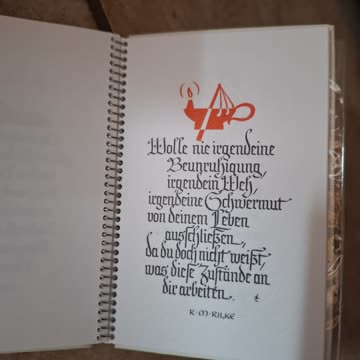 Wolle nie irgendeine
Beunruhigung,
irgendein Weh,
irgendeine Schwermut
von deinem Leben
ausschließen,
da du doch nicht weißt,
was diese Zustände an
dir arbeiten.
R·M·RILKE